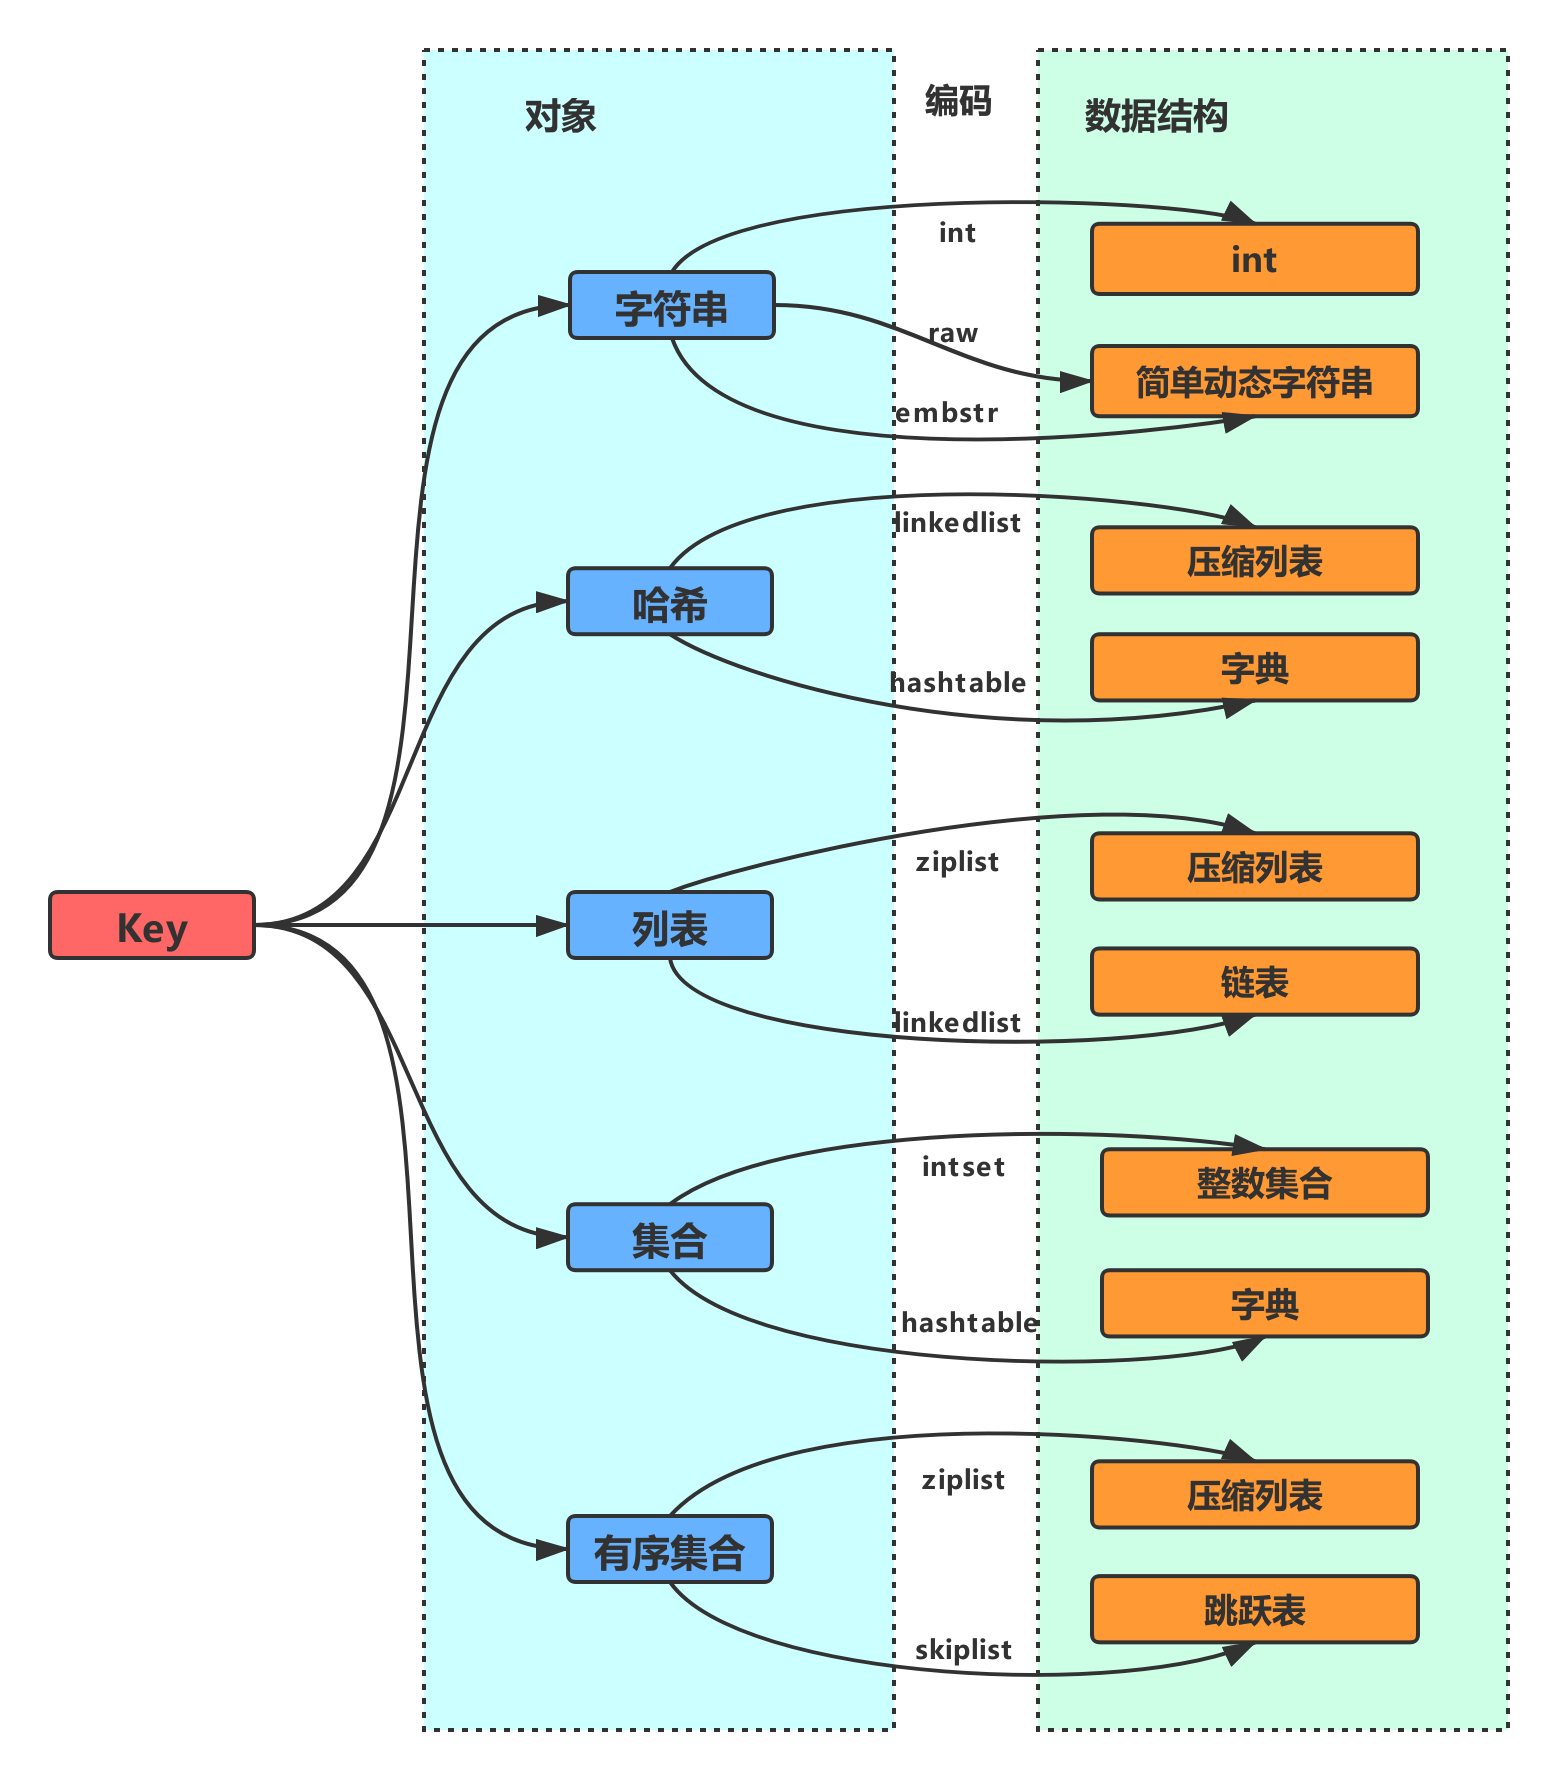 对象
编码
数据结构
int
int
字符串
raw
简单动态字符串
embstr
linkedlist
压缩列表
哈希
字典
hashtable
ziplist
压缩列表
Key
列表
链表
linkedlist
intset
整数集合
集合
字典
hashtable
ziplist
压缩列表
有序集合
跳跃表
skiplist